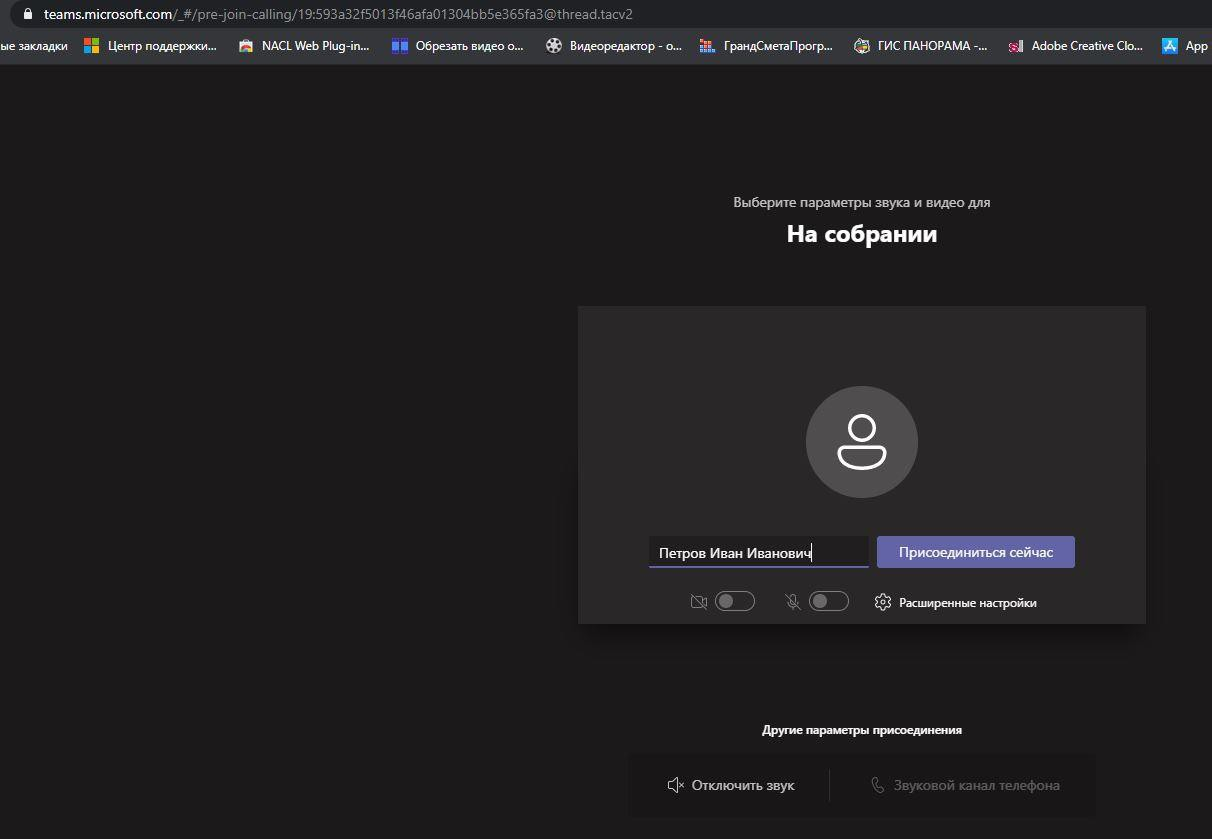 teams.microsoft.com/_#/pre-join-calling/19:593a32f5013f46afa01304bb5e365fa3@thread.tacv2
ые закладки Центр поддержки... NACL Web Plug-in... Обрезать видео о... Видеоредактор - о... ГрандСметаПрогр... ГИС ПАНОРАМА -... Adobe Creative Clo... App
Выберите параметры звука и видео для
На собрании
Петров Иван Иванович Присоединиться сейчас
Расширенные настройки
Другие параметры присоединения
Отключить звук Звуковой канал телефона